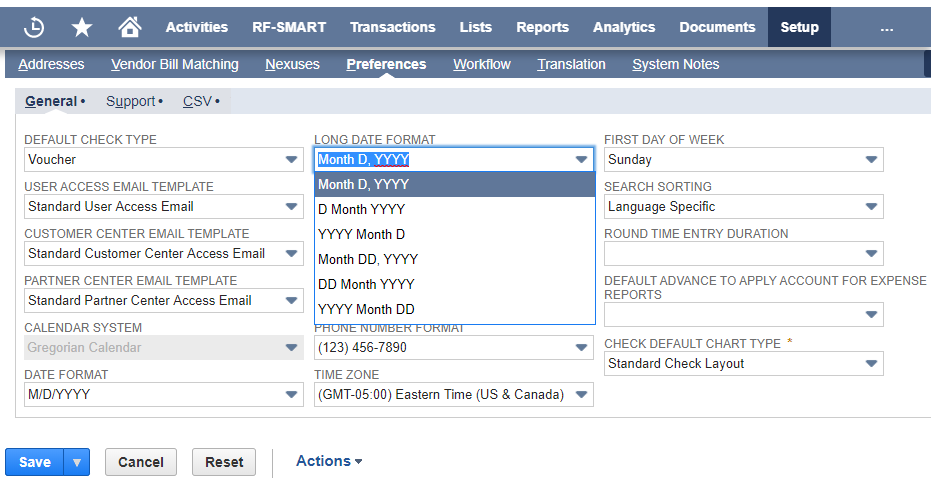 Activities RF-SMART Transactions Lists Reports Analytics Documents Setup ...
Addresses Vendor Bill Matching Nexuses Preferences Workflow Translation System Notes
General • Support • CSV •
DEFAULT CHECK TYPE
Voucher
USER ACCESS EMAIL TEMPLATE
Standard User Access Email
CUSTOMER CENTER EMAIL TEMPLATE
Standard Customer Center Access Email
PARTNER CENTER EMAIL TEMPLATE
Standard Partner Center Access Email
CALENDAR SYSTEM
Gregorian Calendar
DATE FORMAT
M/D/YYYY
LONG DATE FORMAT
Month D, YYYY
Month D, YYYY
D Month YYYY
YYYY Month D
Month DD, YYYY
DD Month YYYY
YYYY Month DD
PHONE NUMBER FORMAT
(123) 456-7890
TIME ZONE
(GMT-05:00) Eastern Time (US & Canada)
FIRST DAY OF WEEK
Sunday
SEARCH SORTING
Language Specific
ROUND TIME ENTRY DURATION
DEFAULT ADVANCE TO APPLY ACCOUNT FOR EXPENSE
REPORTS
CHECK DEFAULT CHART TYPE *
Standard Check Layout
Save Cancel Reset Actions